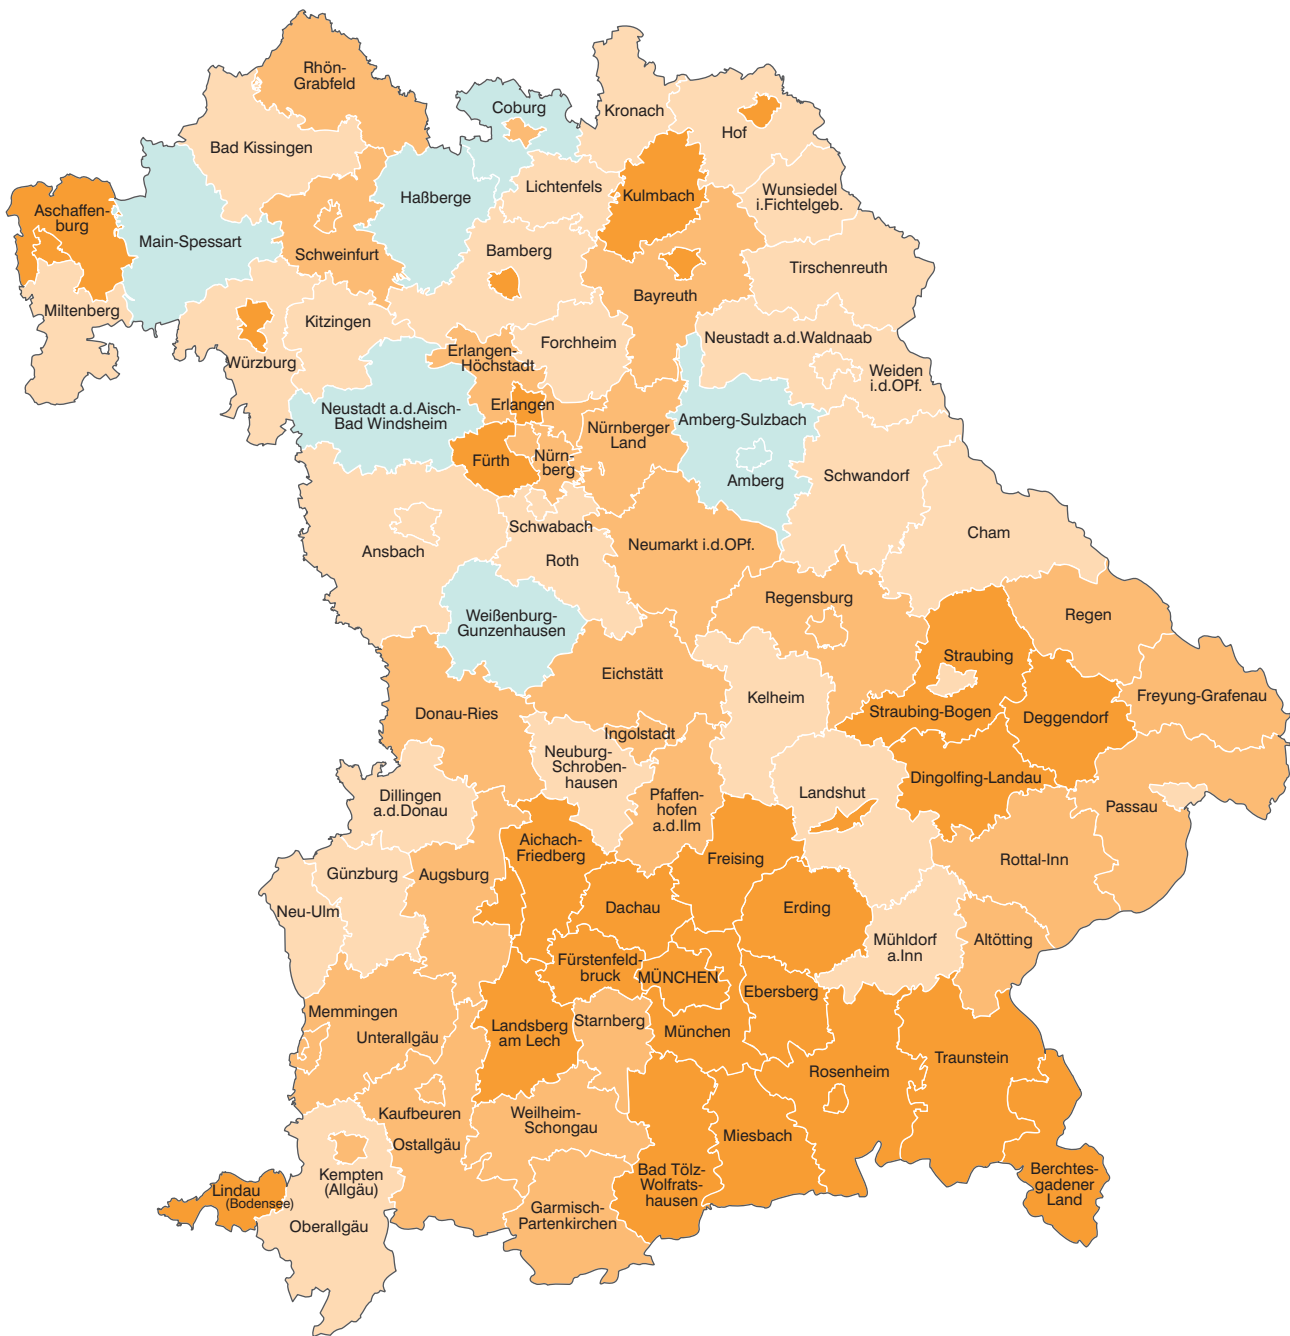 Rhön-
Grabfeld
Coburg
Kronach
Hof
Bad Kissingen
Lichtenfels
Kulmbach
Wunsiedel
i.Fichtelgeb.
Haßberge
Aschaffen-
burg
Main-Spessart
Schweinfurt
Bamberg
Tirschenreuth
Bayreuth
Miltenberg
Kitzingen
Würzburg
Erlangen-
Höchstadt
Forchheim
Neustadt a.d.Waldnaab
Weiden
i.d.OPf.
Neustadt a.d.Aisch-
Bad Windsheim
Erlangen
Nürnberger
Land
Amberg-Sulzbach
Fürth
Nürn-
berg
Amberg
Schwandorf
Schwabach
Ansbach
Roth
Neumarkt i.d.OPf.
Cham
Regensburg
Weißenburg-
Gunzenhausen
Regen
Straubing
Eichstätt
Kelheim
Freyung-Grafenau
Donau-Ries
Straubing-Bogen
Deggendorf
Ingolstadt
Neuburg-
Schroben-
hausen
Dingolfing-Landau
Dillingen
a.d.Donau
Pfaffen-
hofen
a.d.Ilm
Landshut
Passau
Aichach-
Friedberg
Freising
Rottal-Inn
Günzburg
Augsburg
Neu-Ulm
Dachau
Erding
Mühldorf
a.Inn
Altötting
Fürstenfeld-
bruck
MÜNCHEN
Ebersberg
Memmingen
Unterallgäu
Landsberg
am Lech
Starnberg
München
Rosenheim
Traunstein
Kaufbeuren
Ostallgäu
Weilheim-
Schongau
Miesbach
Kempten
(Allgäu)
Bad Tölz-
Wolfrats-
hausen
Berchtes-
gadener
Land
Lindau
(Bodensee)
Oberallgäu
Garmisch-
Partenkirchen